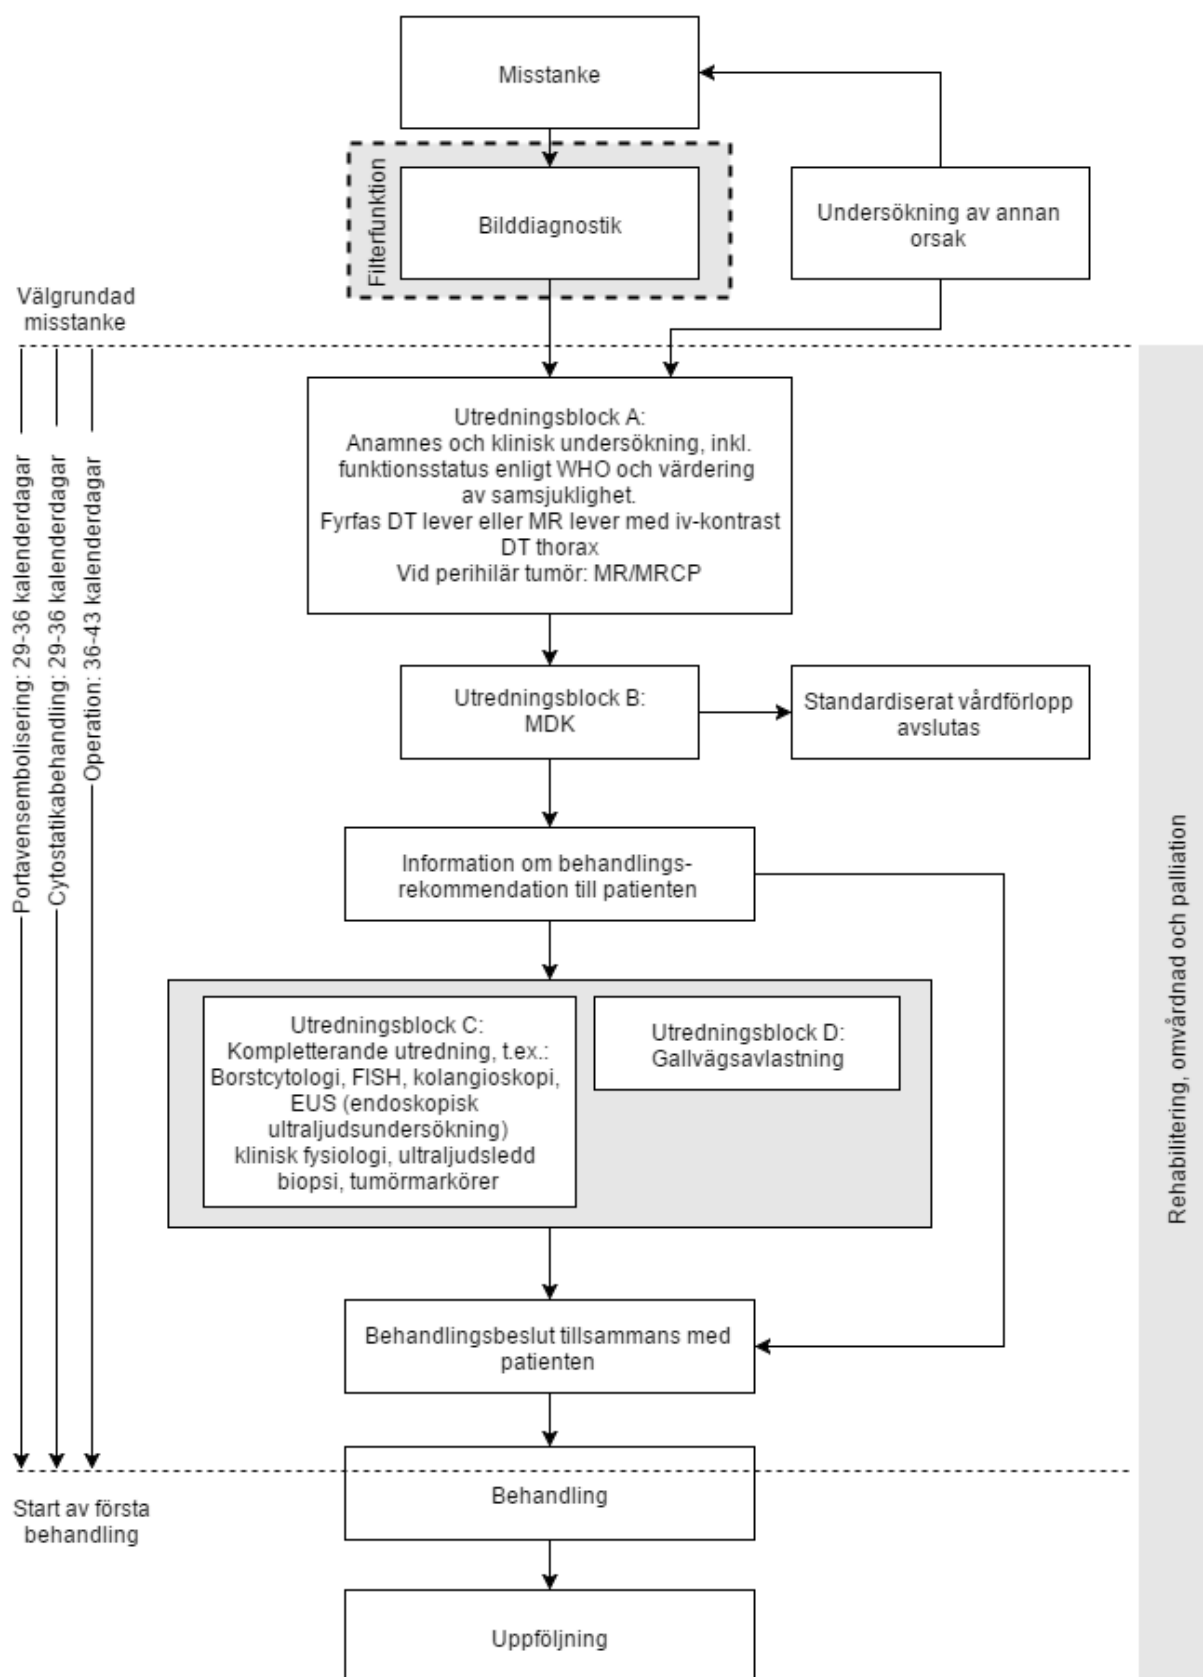 Misstanke
Filterfunktion
Bilddiagnostik
Undersökning av annan
orsak
Välgrundad
misstanke
Portavensembolisering: 29-36 kalenderdagar
Cytostatikabehandling: 29-36 kalenderdagar
Operation: 36-43 kalenderdagar
Utredningsblock A:
Anamnes och klinisk undersökning, inkl.
funktionsstatus enligt WHO och värdering
av samsjuklighet.
Fyrfas DT lever eller MR lever med iv-kontrast
DT thorax
Vid perihilär tumör: MR/MRCP
Utredningsblock B:
MDK
Standardiserat vårdförlopp
avslutas
Information om behandlings-
rekommendation till patienten
Utredningsblock C:
Kompletterande utredning, t.ex.:
Borstcytologi, FISH, kolangioskopi,
EUS (endoskopisk
ultraljudsundersökning)
klinisk fysiologi, ultraljudsledd
biopsi, tumörmarkörer
Utredningsblock D:
Gallvägsavlastning
Rehabilitering, omvårdnad och palliation
Behandlingsbeslut tillsammans med
patienten
Behandling
Start av första
behandling
Uppföljning